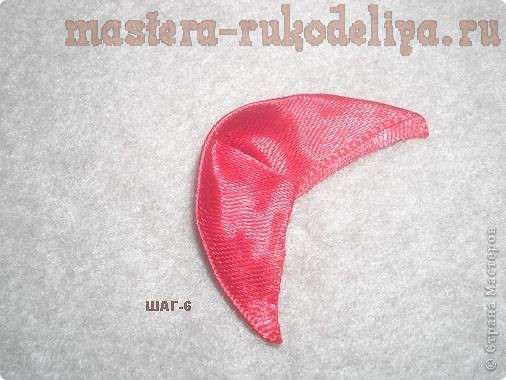 mastera-rukodeliya.ru
ШАГ-6
© Страна Мастеров